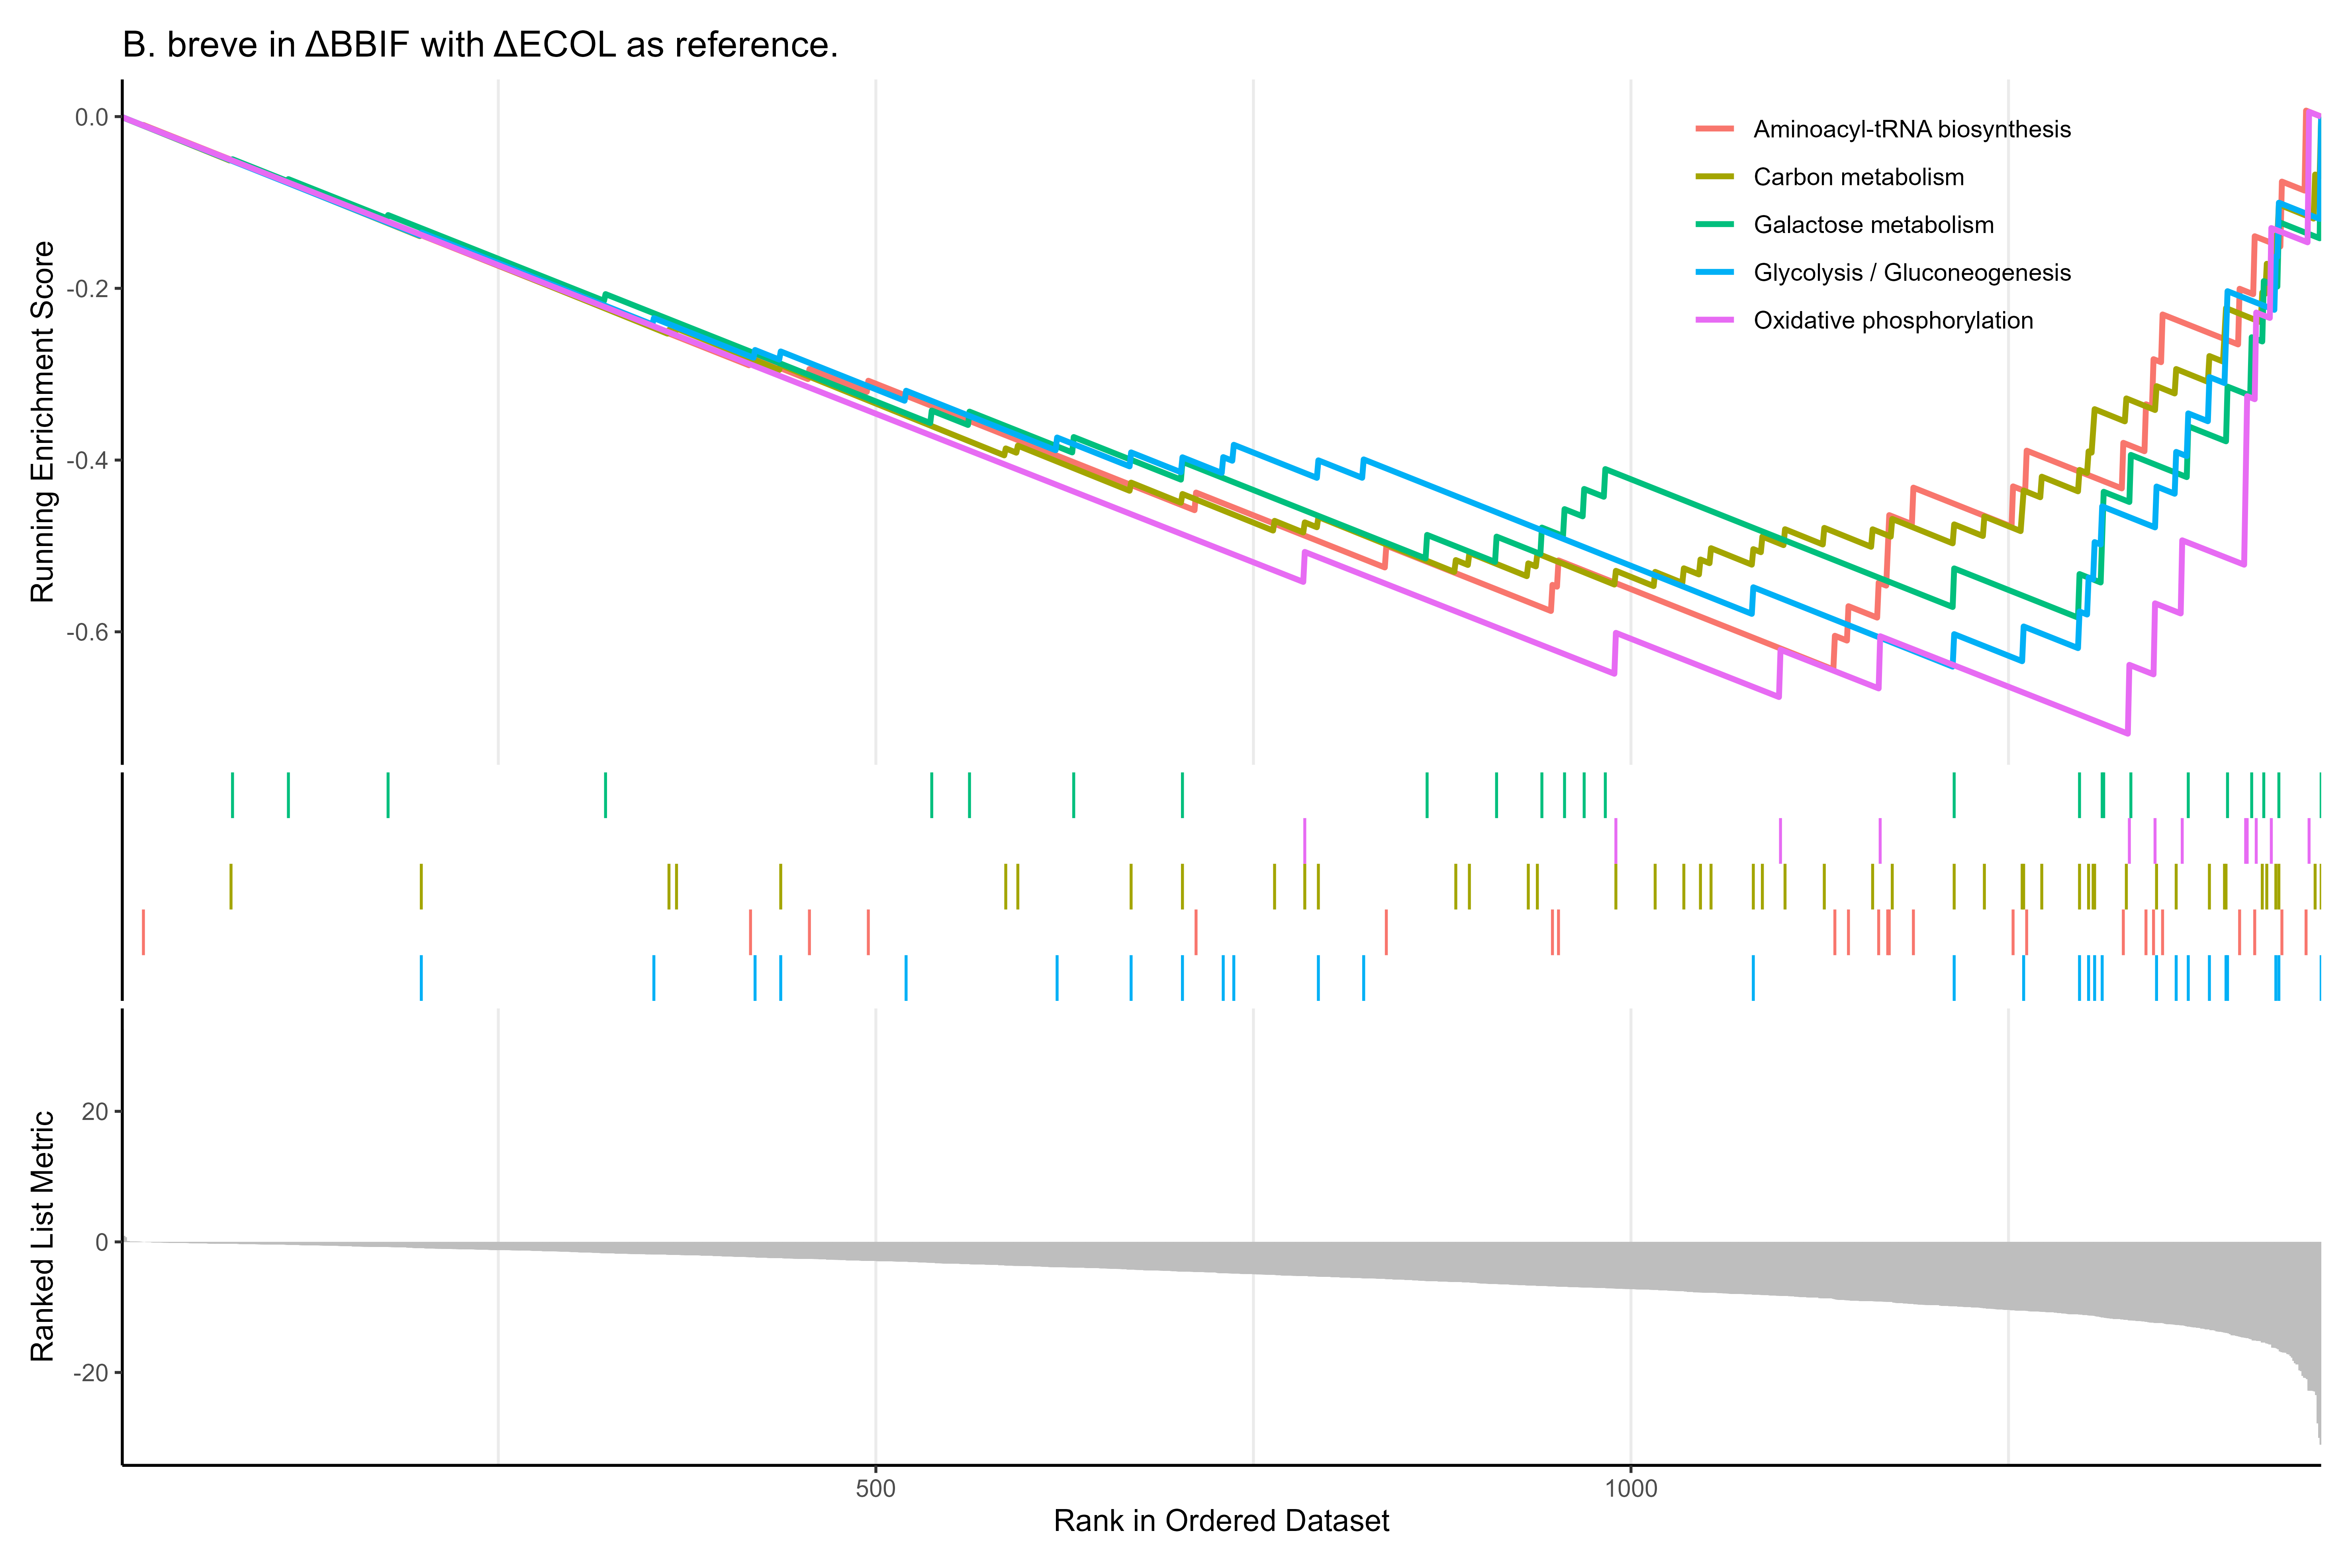 B. breve in ΔBBIF with ΔECOL as reference.
Running Enrichment Score
0.0
-0.2
-0.4
-0.6
Aminoacyl-tRNA biosynthesis
Carbon metabolism
Galactose metabolism
Glycolysis / Gluconeogenesis
Oxidative phosphorylation
Ranked List Metric
20
0
-20
500
1000
Rank in Ordered Dataset